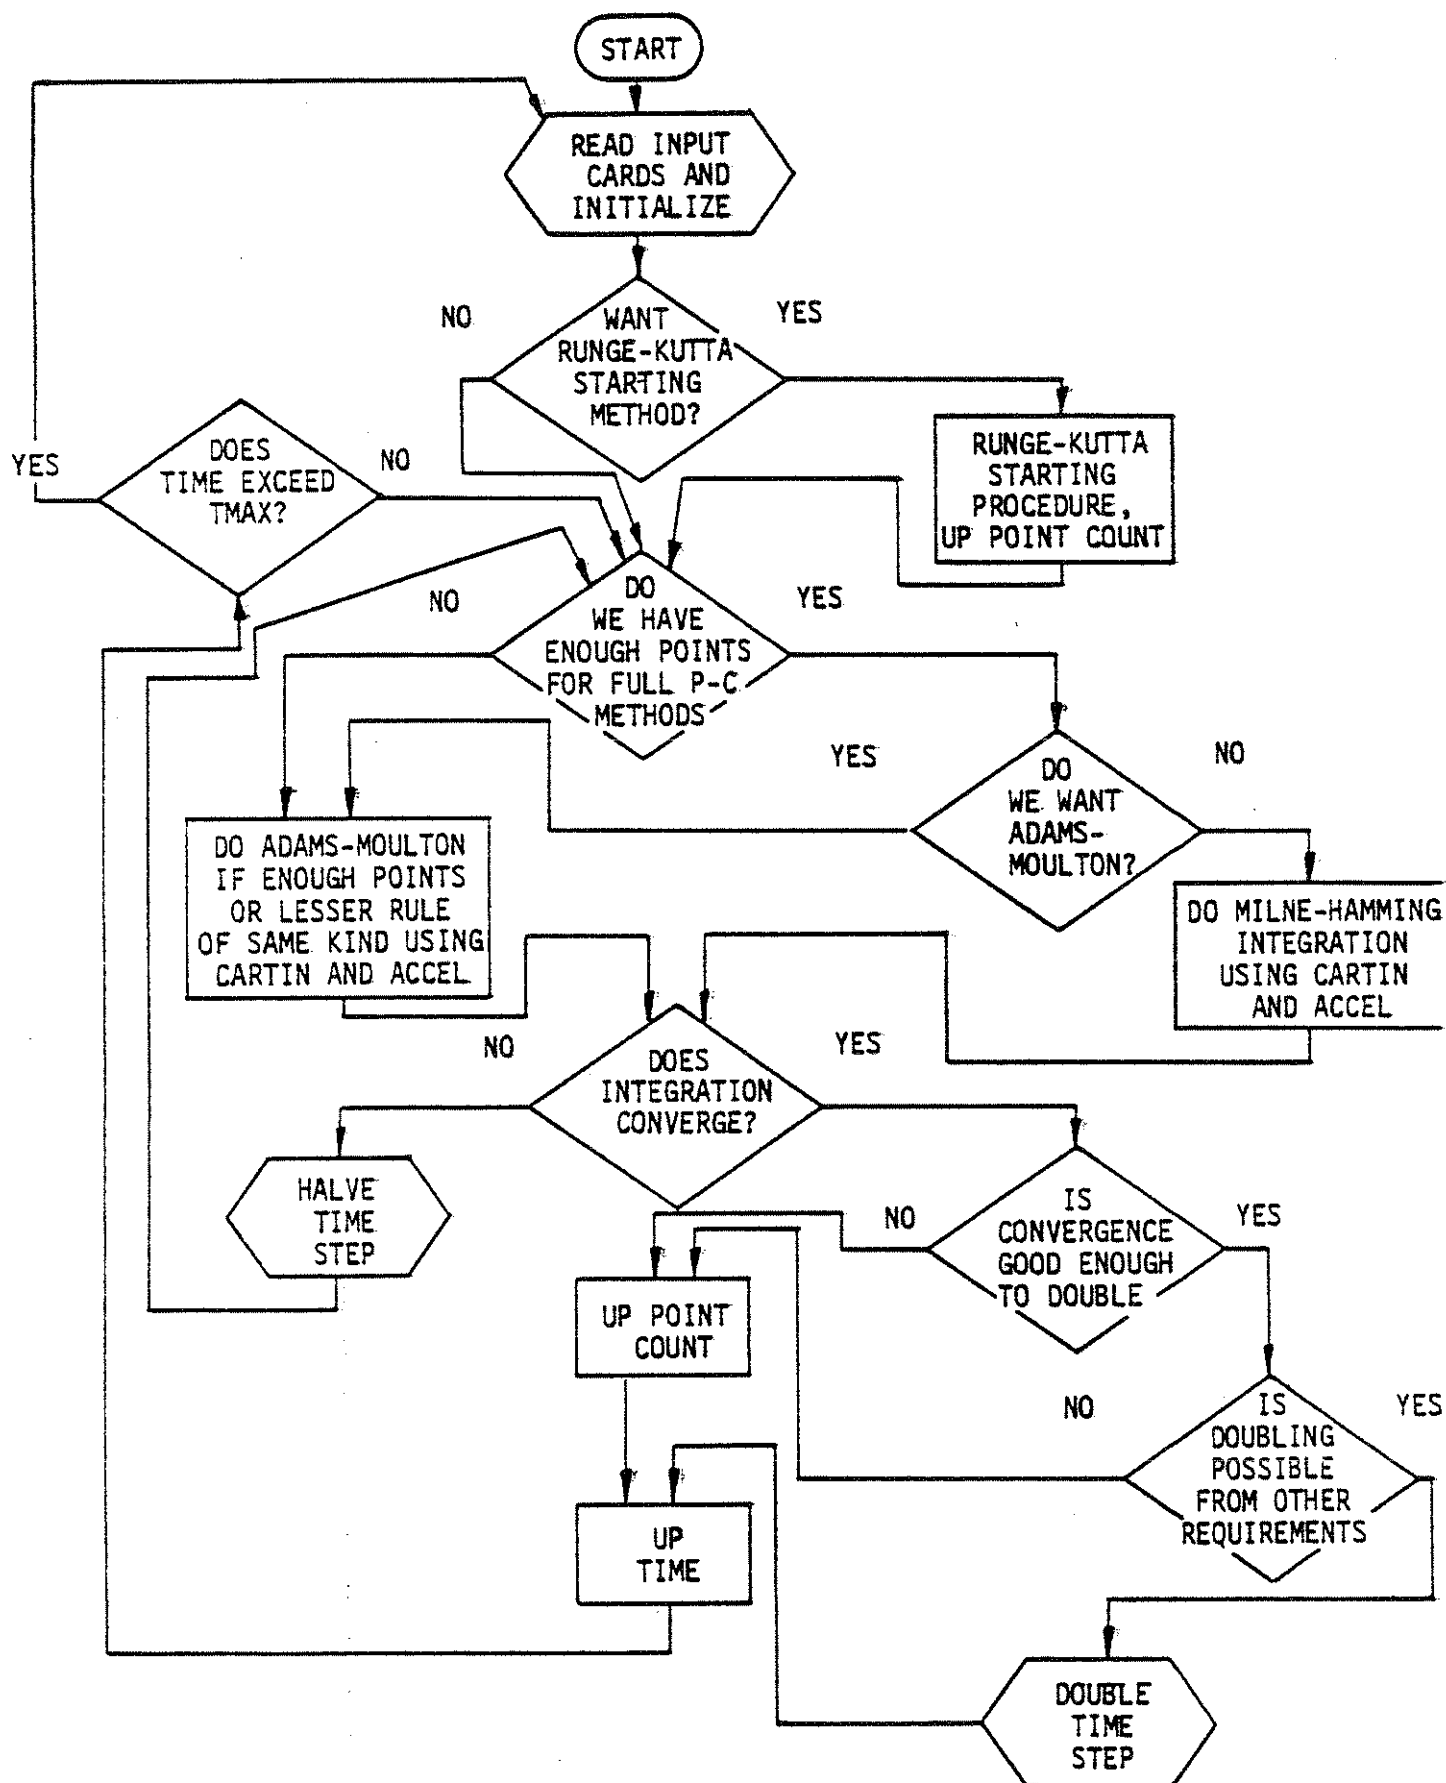 START
READ INPUT
CARDS AND
INITIALIZE
NO
YES
WANT
RUNGE-KUTTA
STARTING
METHOD?
RUNGE-KUTTA
STARTING
PROCEDURE,
UP POINT COUNT
YES
DOES
TIME EXCEED
TMAX?
NO
NO
YES
DO
WE HAVE
ENOUGH POINTS
FOR FULL P-C
METHODS
YES
NO
DO
WE WANT
ADAMS-
MOULTON?
DO ADAMS-MOULTON
IF ENOUGH POINTS
OR LESSER RULE
OF SAME KIND USING
CARTIN AND ACCEL
DO MILNE-HAMMING
INTEGRATION
USING CARTIN
AND ACCEL
NO
YES
DOES
INTEGRATION
CONVERGE?
HALVE
TIME
STEP
NO
YES
IS
CONVERGENCE
GOOD ENOUGH
TO DOUBLE
UP POINT
COUNT
NO
YES
IS
DOUBLING
POSSIBLE
FROM OTHER
REQUIREMENTS
UP
TIME
DOUBLE
TIME
STEP